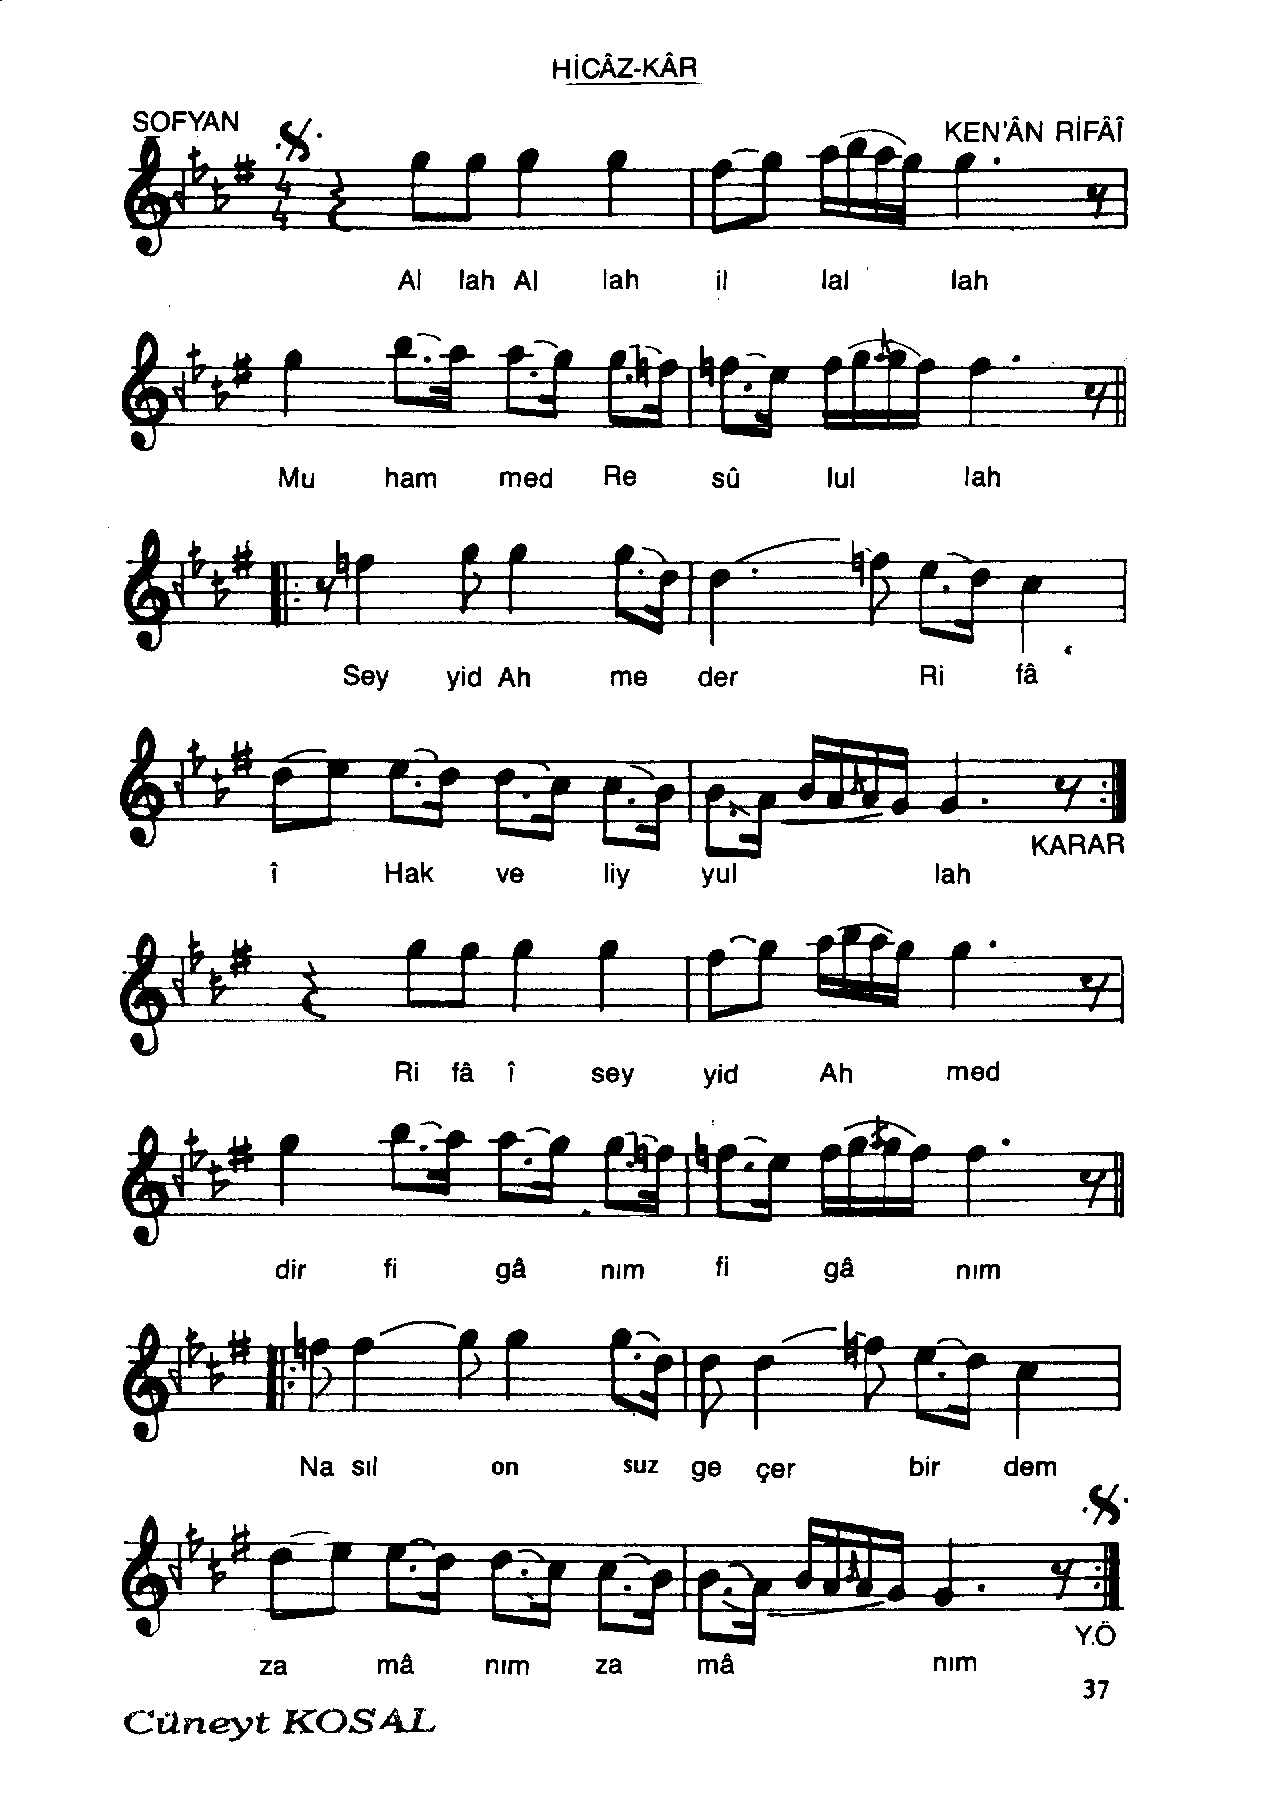 HİCÂZ-KÂR
SOFYAN
KEN'ÂN RİFÂÎ
4 4
Al lah Al lah il lal lah
Mu ham med Re sû lul lah
Sey yid Ah me der Ri fâ
KARAR
î Hak ve liy yul lah
Ri fâ î sey yid Ah med
dir fi gâ nım fi gâ nım
Na sıl on suz ge çer bir dem
Y.Ö
za mâ nım za mâ nım
37
Cüneyt KOSAL